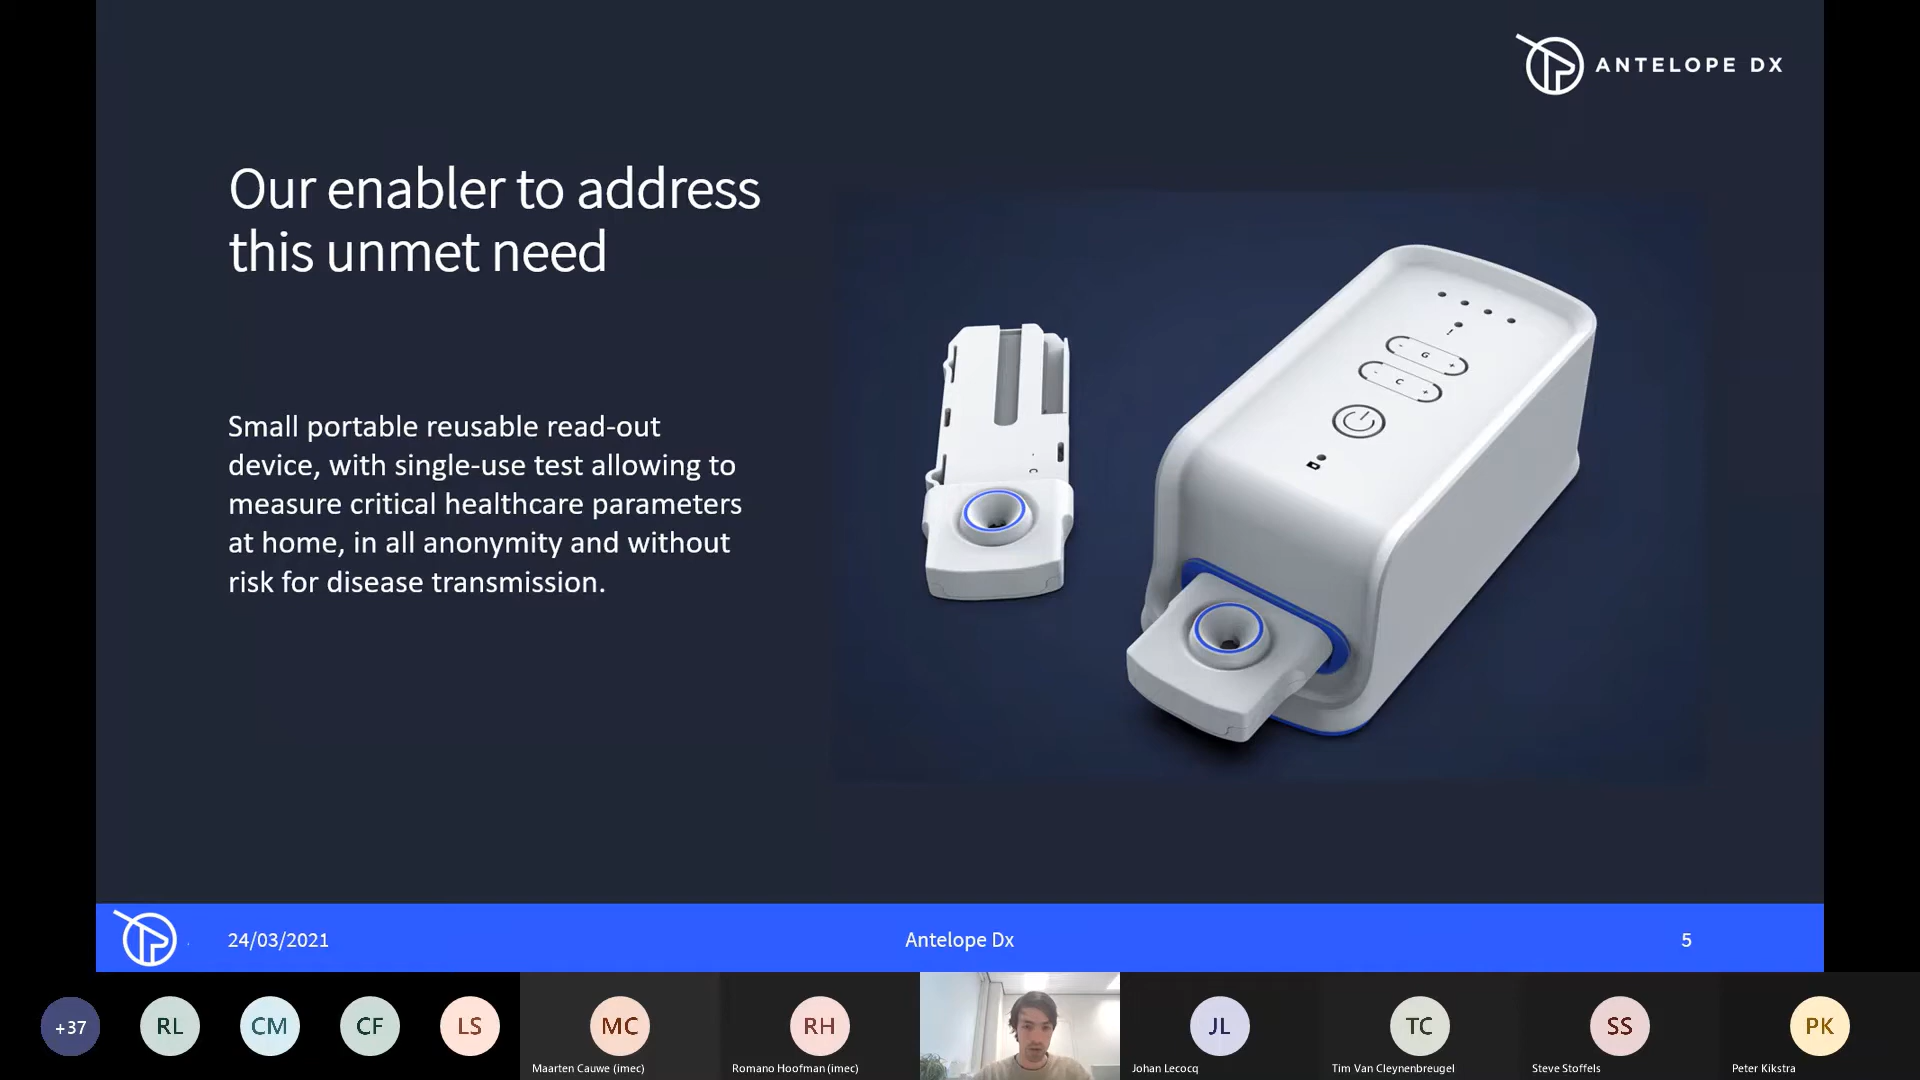 ANTELOPE DX
Our enabler to address
this unmet need
Small portable reusable read-out
device, with single-use test allowing to
measure critical healthcare parameters
at home, in all anonymity and without
risk for disease transmission.
- G +
- C +
24/03/2021
Antelope Dx
5
+37
RL
CM
CF
LS
MC
RH
JL
TC
SS
PK
Maarten Cauwe (imec)
Romano Hoofman (imec)
Johan Lecocq
Tim Van Cleynenbreugel
Steve Stoffels
Peter Kikstra